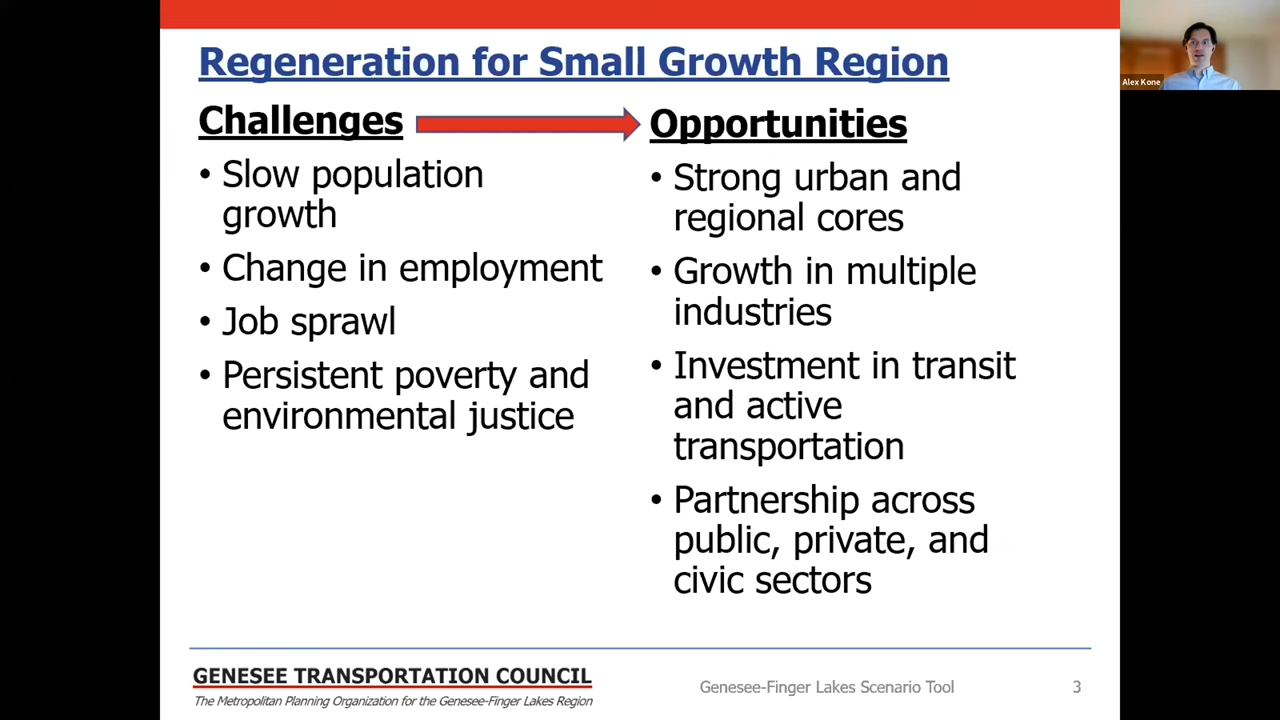 Regeneration for Small Growth Region
Challenges
• Slow population
growth
• Change in employment
• Job sprawl
• Persistent poverty and
environmental justice
Opportunities
• Strong urban and
regional cores
• Growth in multiple
industries
• Investment in transit
and active
transportation
• Partnership across
public, private, and
civic sectors
GENESEE TRANSPORTATION COUNCIL
The Metropolitan Planning Organization for the Genesee-Finger Lakes Region
Genesee-Finger Lakes Scenario Tool
3
Alex Kone